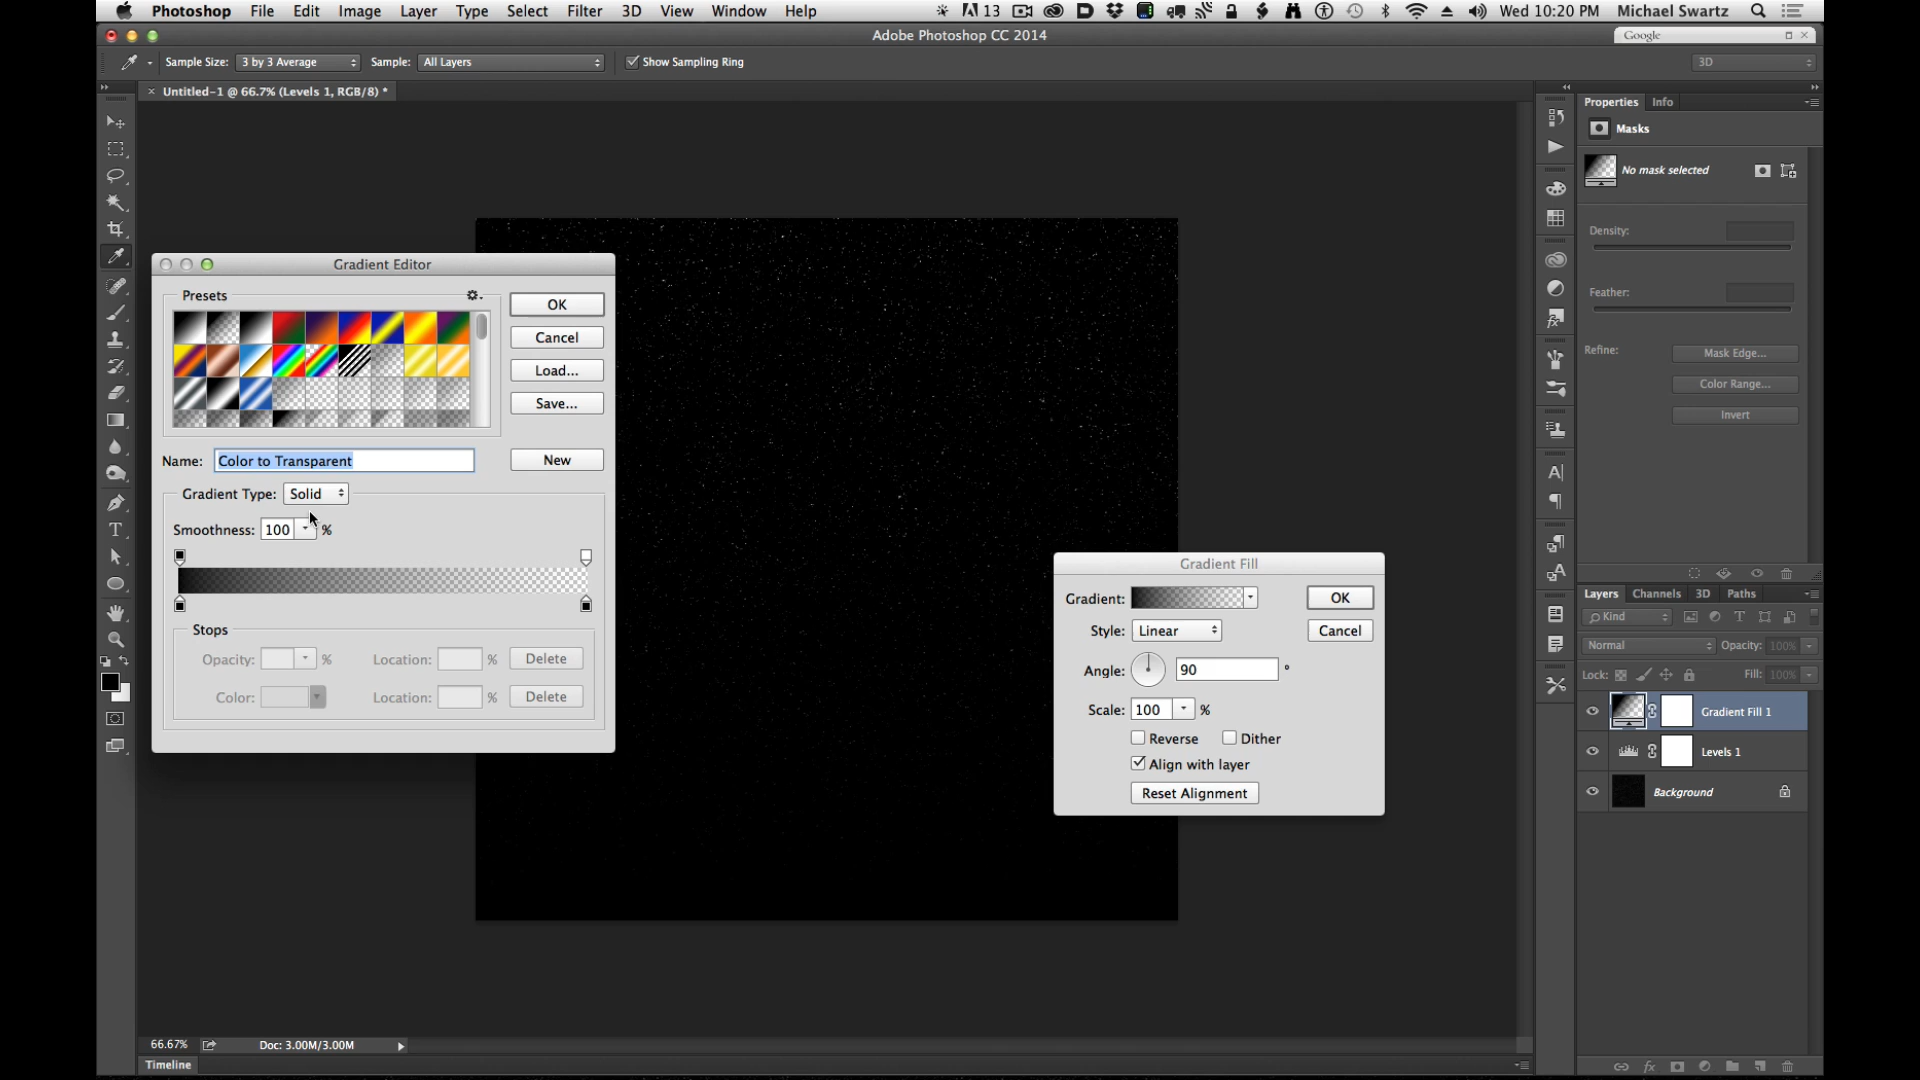 Photoshop File Edit Image Layer Type Select Filter 3D View Window Help 13 Wed 10:20 PM Michael Swartz
Adobe Photoshop CC 2014
Google
Sample Size: 3 by 3 Average Sample: All Layers Show Sampling Ring
3D
× Untitled-1 @ 66.7% (Levels 1, RGB/8) *
Properties Info
Masks
No mask selected
Density:
Feather:
Refine:
Mask Edge...
Color Range...
Invert
Gradient Editor
Presets
OK
Cancel
Load...
Save...
Name: Color to Transparent
New
Gradient Type: Solid
Smoothness: 100 %
Stops
Opacity: % Location: % Delete
Color: Location: % Delete
Gradient Fill
Gradient: OK
Style: Linear Cancel
Angle: 90 °
Scale: 100 %
Reverse Dither
Align with layer
Reset Alignment
Layers Channels 3D Paths
Kind
Normal Opacity: 100%
Lock: Fill: 100%
Gradient Fill 1
Levels 1
Background
66.67% Doc: 3.00M/3.00M
Timeline